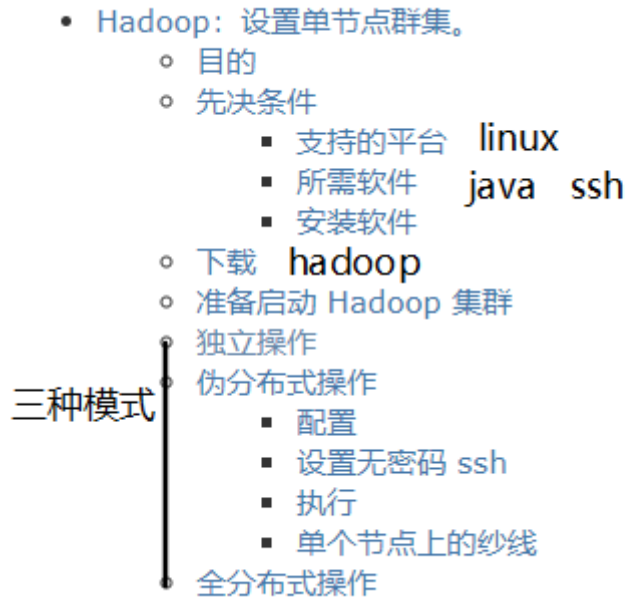 Hadoop：设置单节点群集。
目的
先决条件
支持的平台 linux
所需软件 java ssh
安装软件
下载 hadoop
准备启动 Hadoop 集群
独立操作
伪分布式操作
三种模式
配置
设置无密码 ssh
执行
单个节点上的纱线
全分布式操作